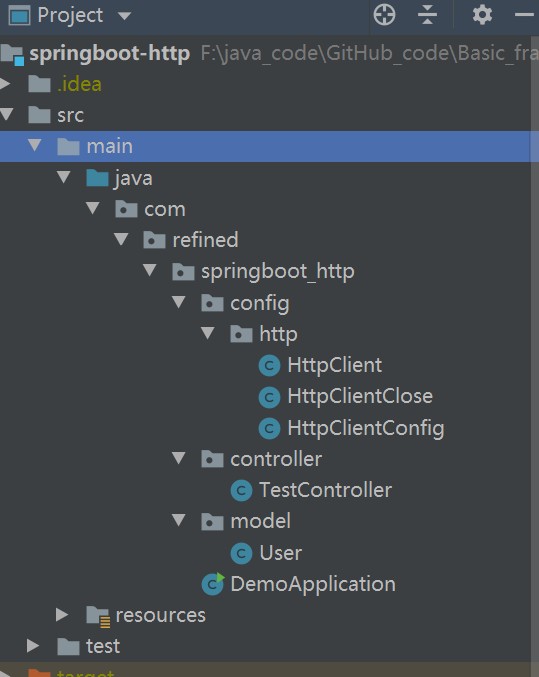 Project
springboot-http F:\java_code\GitHub_code\Basic_fra
.idea
src
main
java
com
refined
springboot_http
config
http
HttpClient
HttpClientClose
HttpClientConfig
controller
TestController
model
User
DemoApplication
resources
test
target